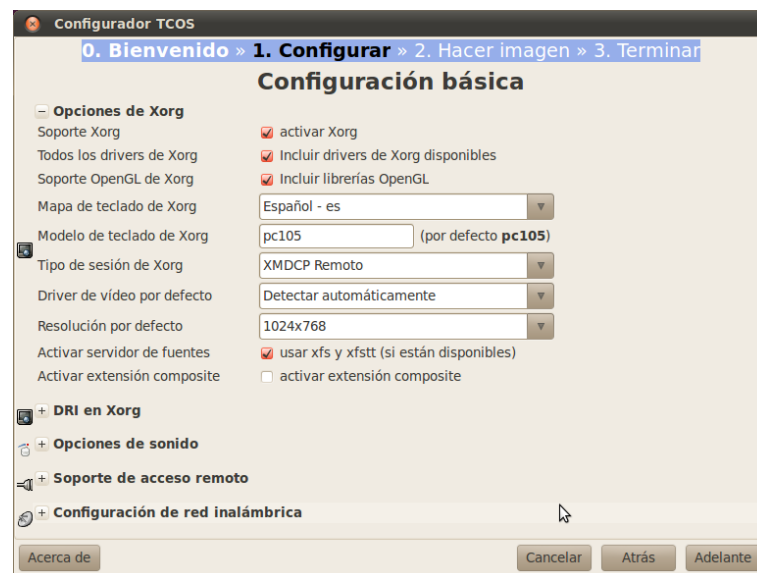 Configurador TCOS
0. Bienvenido » 1. Configurar » 2. Hacer imagen » 3. Terminar
Configuración básica
Opciones de Xorg
Soporte Xorg activar Xorg
Todos los drivers de Xorg Incluir drivers de Xorg disponibles
Soporte OpenGL de Xorg Incluir librerías OpenGL
Mapa de teclado de Xorg Español - es
Modelo de teclado de Xorg pc105 (por defecto pc105)
Tipo de sesión de Xorg XMDCP Remoto
Driver de vídeo por defecto Detectar automáticamente
Resolución por defecto 1024x768
Activar servidor de fuentes usar xfs y xfstt (si están disponibles)
Activar extensión composite activar extensión composite
DRI en Xorg
Opciones de sonido
Soporte de acceso remoto
Configuración de red inalámbrica
Acerca de Cancelar Atrás Adelante